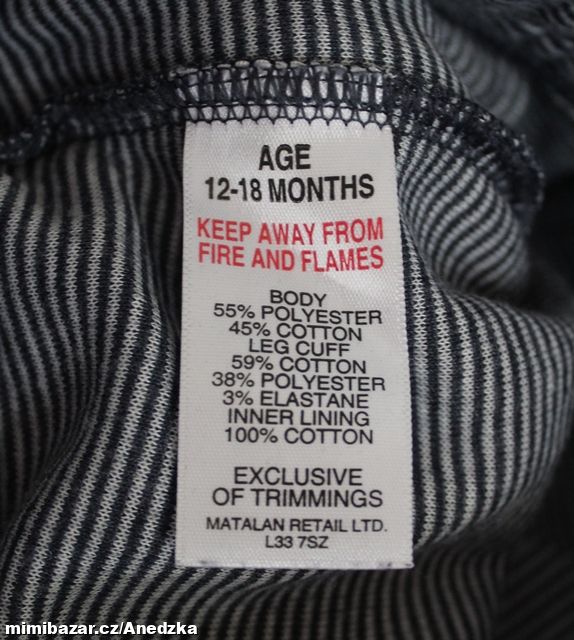 AGE
12-18 MONTHS
KEEP AWAY FROM
FIRE AND FLAMES
BODY
55% POLYESTER
45% COTTON
LEG CUFF
59% COTTON
38% POLYESTER
3% ELASTANE
INNER LINING
100% COTTON
EXCLUSIVE
OF TRIMMINGS
MATALAN RETAIL LTD.
L33 7SZ
mimibazar.cz/Anedzka